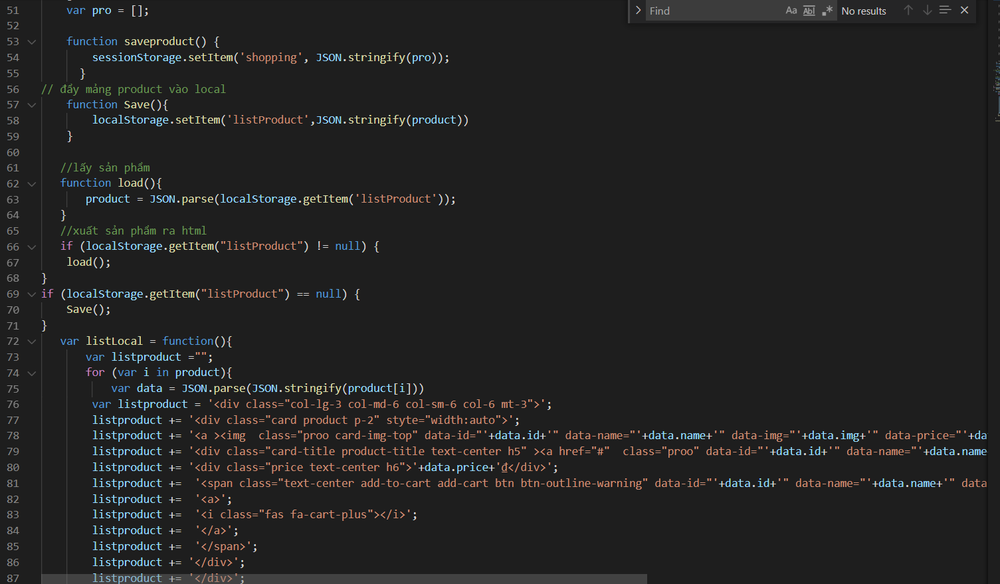 Find Aa Abl .* No results
51 var pro = [];
52
53 function saveproduct() {
54 sessionStorage.setItem('shopping', JSON.stringify(pro));
55 }
56 // đẩy mảng product vào local
57 function Save(){
58 localStorage.setItem('listProduct',JSON.stringify(product))
59 }
60
61 //lấy sản phẩm
62 function load(){
63 product = JSON.parse(localStorage.getItem('listProduct'));
64 }
65 //xuất sản phẩm ra html
66 if (localStorage.getItem("listProduct") != null) {
67 load();
68 }
69 if (localStorage.getItem("listProduct") == null) {
70 Save();
71 }
72 var listLocal = function(){
73 var listproduct ="";
74 for (var i in product){
75 var data = JSON.parse(JSON.stringify(product[i]))
76 var listproduct = '<div class="col-lg-3 col-md-6 col-sm-6 col-6 mt-3">';
77 listproduct += '<div class="card product p-2" styte="width:auto">';
78 listproduct += '<a ><img  class="proo card-img-top" data-id="'+data.id+'" data-name="'+data.name+'" data-img="'+data.img+'" data-price="'+da
79 listproduct += '<div class="card-title product-title text-center h5" ><a href="#"  class="proo" data-id="'+data.id+'" data-name="'+data.name
80 listproduct += '<div class="price text-center h6">'+data.price+'₫</div>';
81 listproduct +=  '<span class="text-center add-to-cart add-cart btn btn-outline-warning" data-id="'+data.id+'" data-name="'+data.name+'" data
82 listproduct +=  '<a>';
83 listproduct +=  '<i class="fas fa-cart-plus"></i>';
84 listproduct +=  '</a>';
85 listproduct +=  '</span>';
86 listproduct += '</div>';
87 listproduct += '</div>';